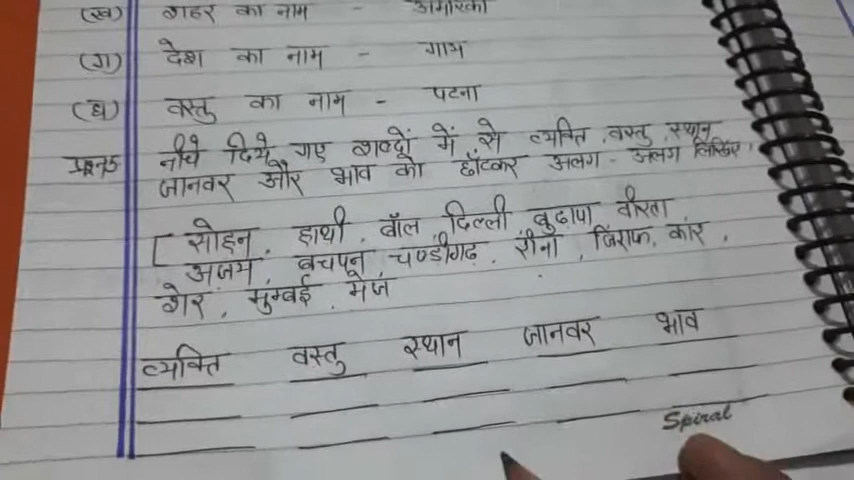 (ख) शहर का नाम - अमेरिका
(ग) देश का नाम - गाय
(घ) वस्तु का नाम - पटना
प्रश्न5 नीचे दिये गए शब्दों में से व्यक्ति, वस्तु, स्थान
जानवर और भाव को छाँटकर अलग - अलग लिखिए।
[ सोहन, हाथी, बॉल, दिल्ली, बुढ़ापा वीरता
अजय, बचपन, चण्डीगढ़, रीना, जिराफ, कार,
शेर, मुम्बई, मेज
व्यक्ति वस्तु स्थान जानवर भाव
Spiral